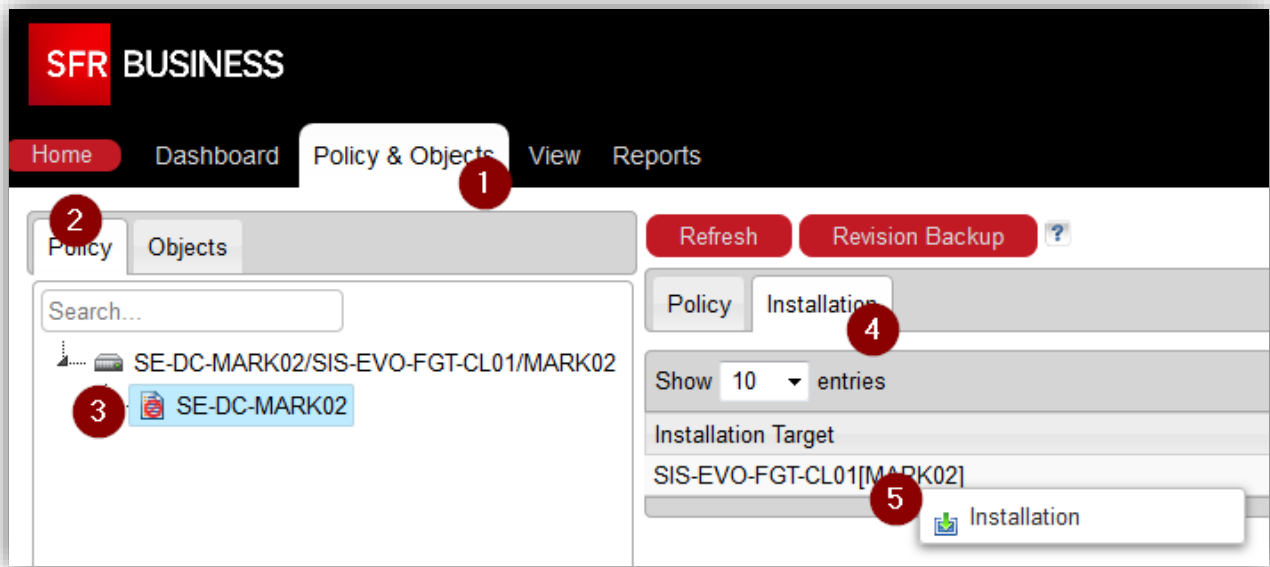 SFR BUSINESS
Home Dashboard Policy & Objects View Reports
1
2
Policy Objects
Refresh Revision Backup ?
Search...
Policy Installation
4
SE-DC-MARK02/SIS-EVO-FGT-CL01/MARK02
Show 10 entries
3 SE-DC-MARK02
Installation Target
SIS-EVO-FGT-CL01[MARK02]
5 Installation